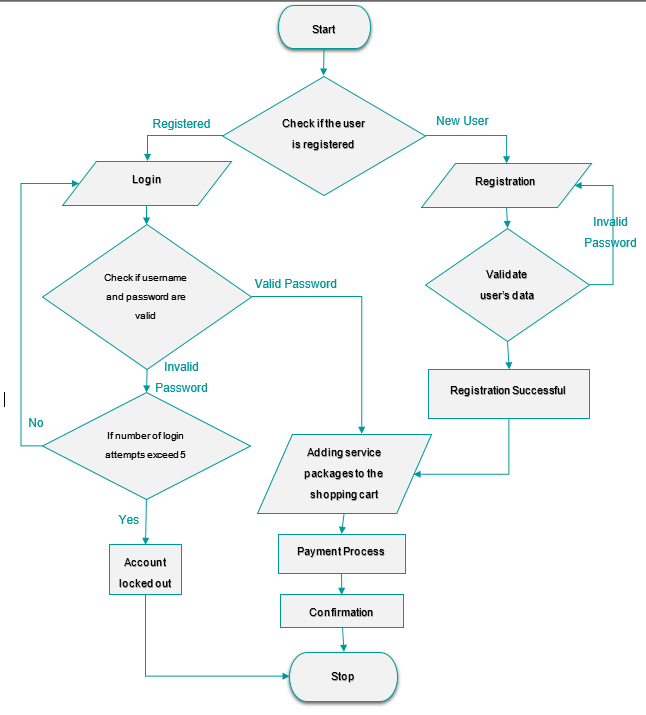 Start
Check if the user
is registered
Registered
New User
Login
Registration
Invalid
Password
Check if username
and password are
valid
Valid Password
Validate
user's data
Invalid
Password
Registration Successful
No
If number of login
attempts exceed 5
Adding service
packages to the
shopping cart
Yes
Account
locked out
Payment Process
Confirmation
Stop